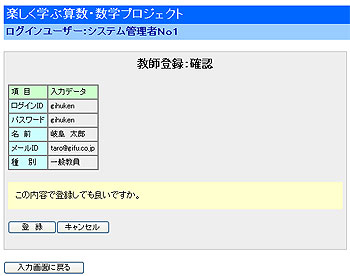 楽しく学ぶ算数・数学プロジェクト
ログインユーザー:システム管理者No1
教師登録:確認
項 目 入力データ
ログインID gihuken
パスワード gihuken
名 前 岐島 太郎
メールID taro@gifu.co.jp
種 別 一般教員
この内容で登録しても良いですか。
登 録 キャンセル
入力画面に戻る